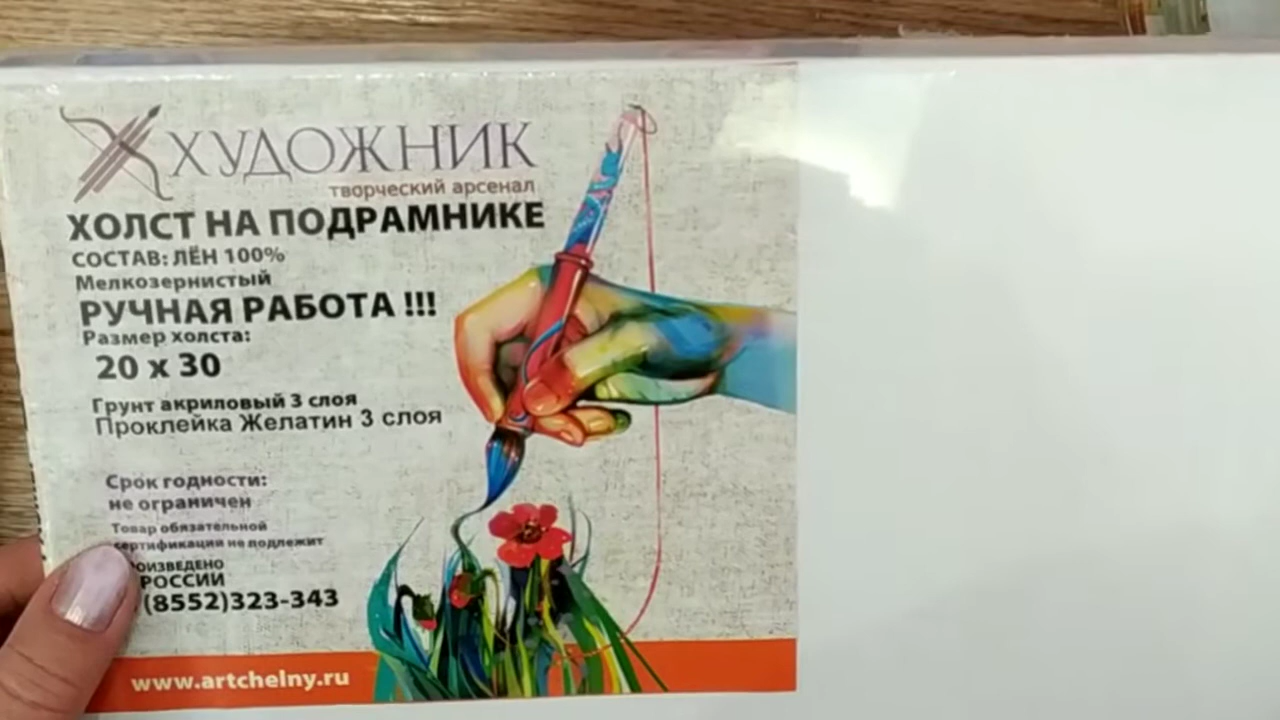 ХУДОЖНИК
творческий арсенал
ХОЛСТ НА ПОДРАМНИКЕ
СОСТАВ: ЛЁН 100%
Мелкозернистый
РУЧНАЯ РАБОТА !!!
Размер холста:
20 х 30
Грунт акриловый 3 слоя
Проклейка Желатин 3 слоя
Срок годности:
не ограничен
Товар обязательной
сертификации не подлежит
РОССИИ
(8552)323-343
www.artchelny.ru